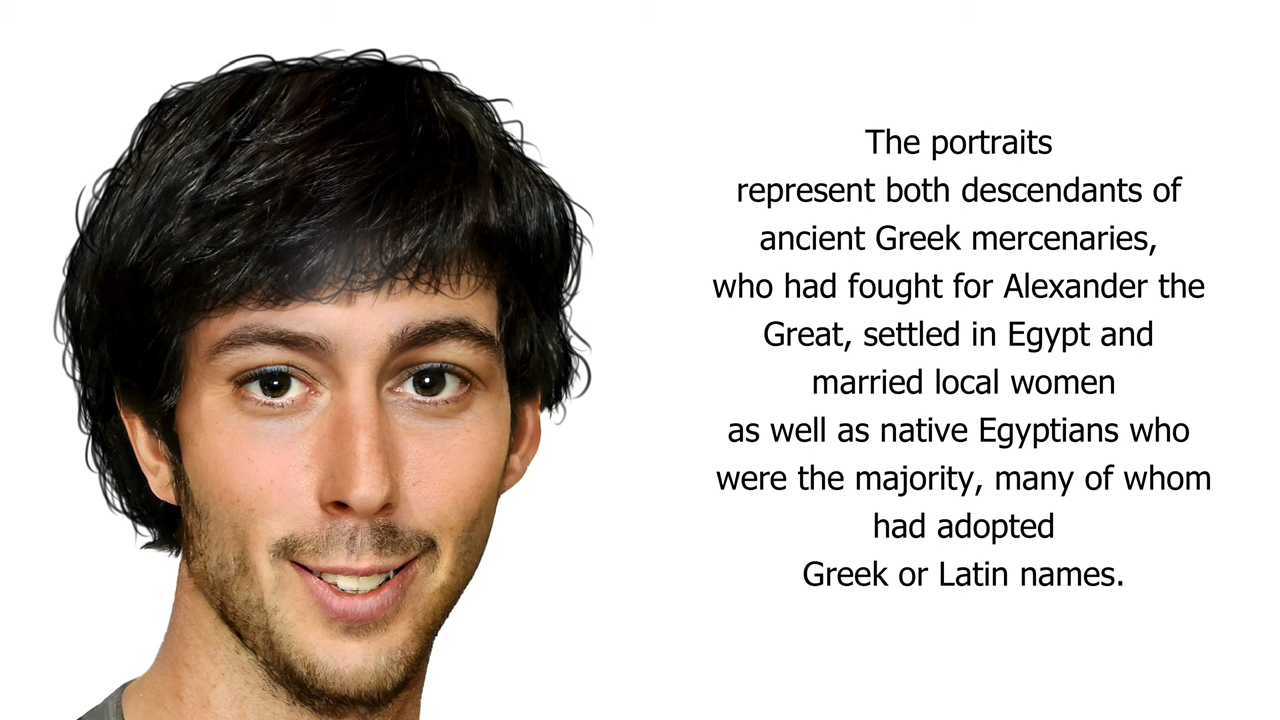 The portraits
represent both descendants of
ancient Greek mercenaries,
who had fought for Alexander the
Great, settled in Egypt and
married local women
as well as native Egyptians who
were the majority, many of whom
had adopted
Greek or Latin names.